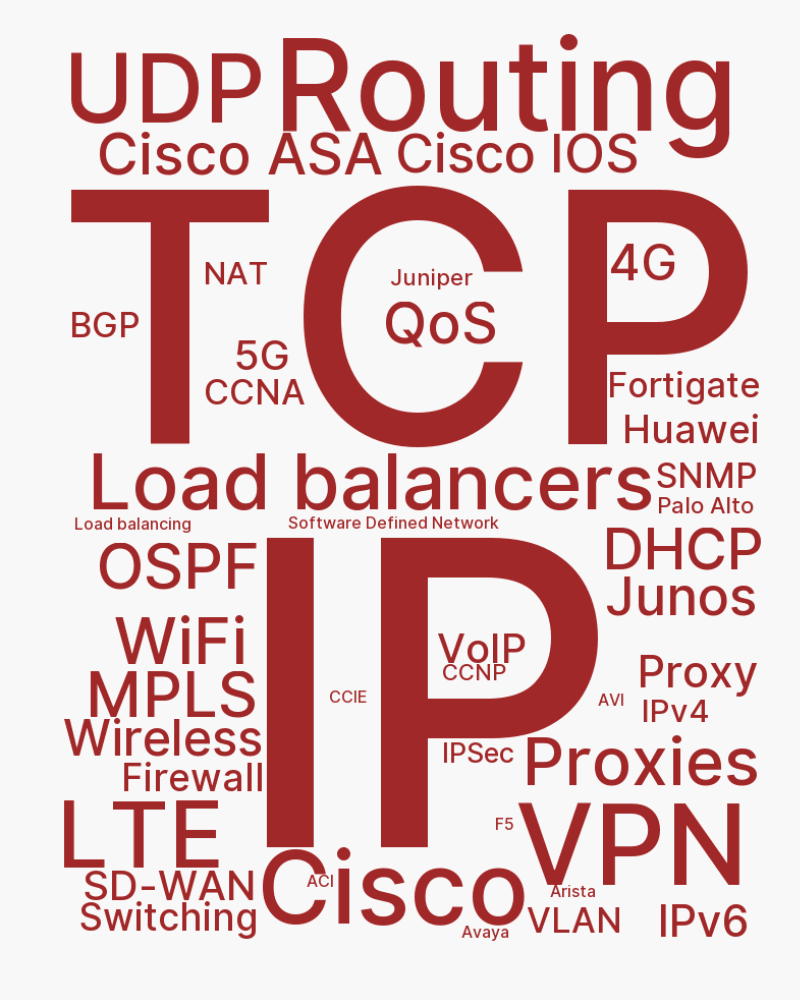 UDP
Routing
Cisco ASA
Cisco IOS
TCP
NAT
Juniper
4G
BGP
QoS
5G
CCNA
Fortigate
Huawei
Load balancers
SNMP
Palo Alto
Load balancing
Software Defined Network
OSPF
IP
DHCP
Junos
WiFi
VoIP
CCNP
Proxy
MPLS
CCIE
AVI
IPv4
Wireless
IPSec
Proxies
Firewall
LTE
F5
VPN
SD-WAN
Cisco
ACI
Arista
Switching
Avaya
VLAN
IPv6